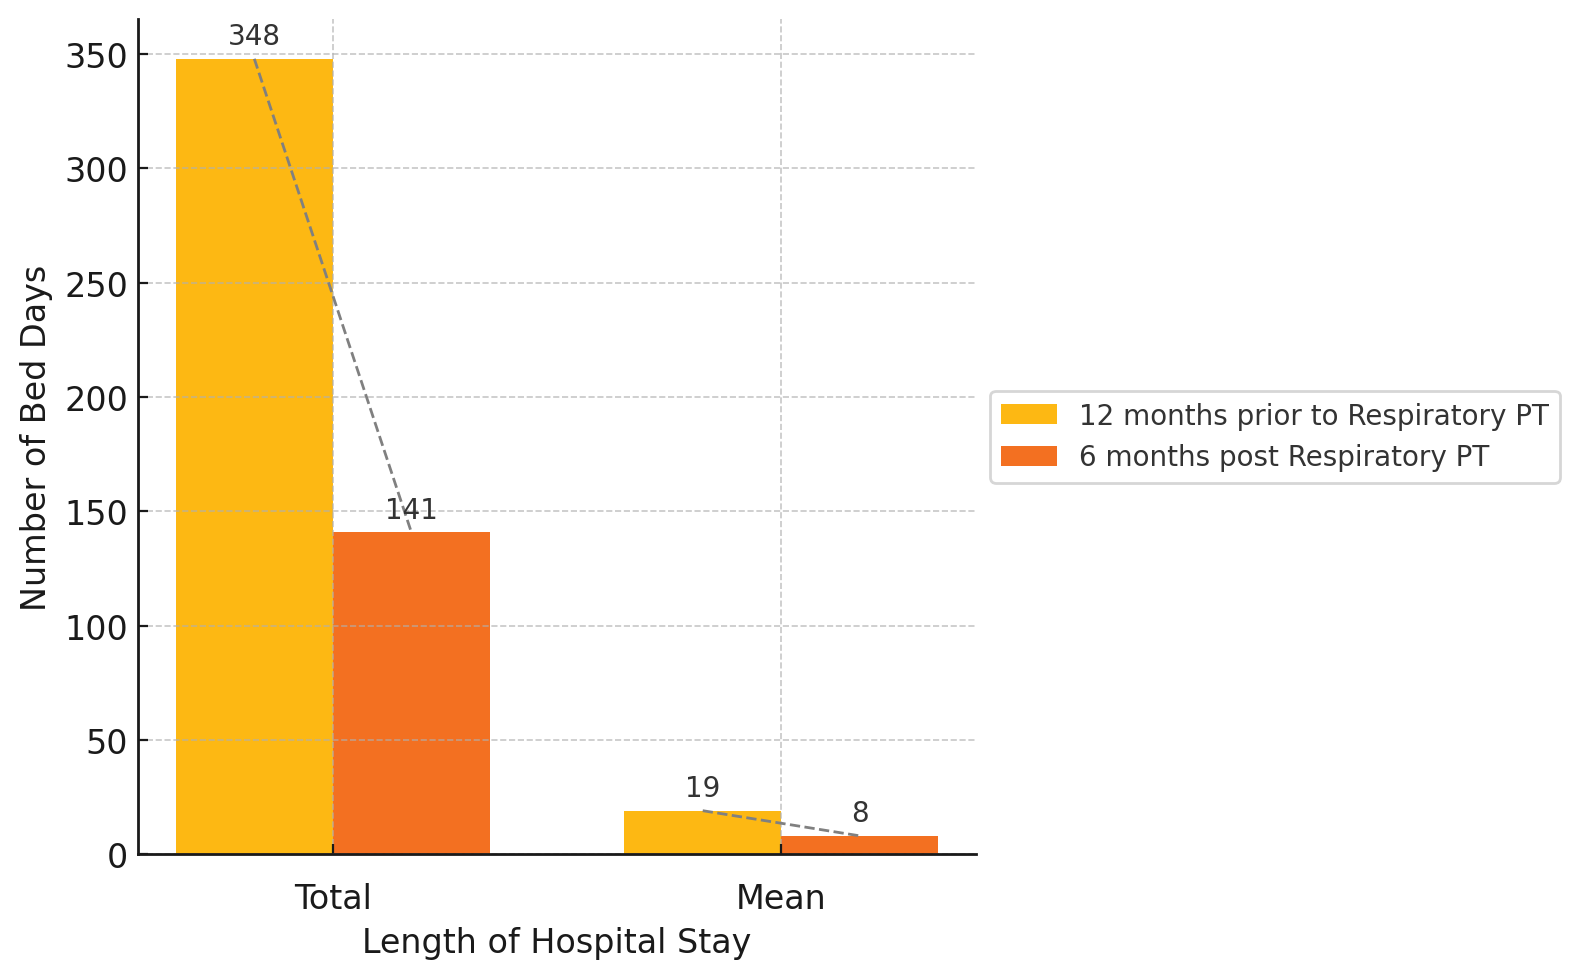 348
350
300
250
200
150
100
50
0
141
19
8
Number of Bed Days
Total
Mean
Length of Hospital Stay
12 months prior to Respiratory PT
6 months post Respiratory PT